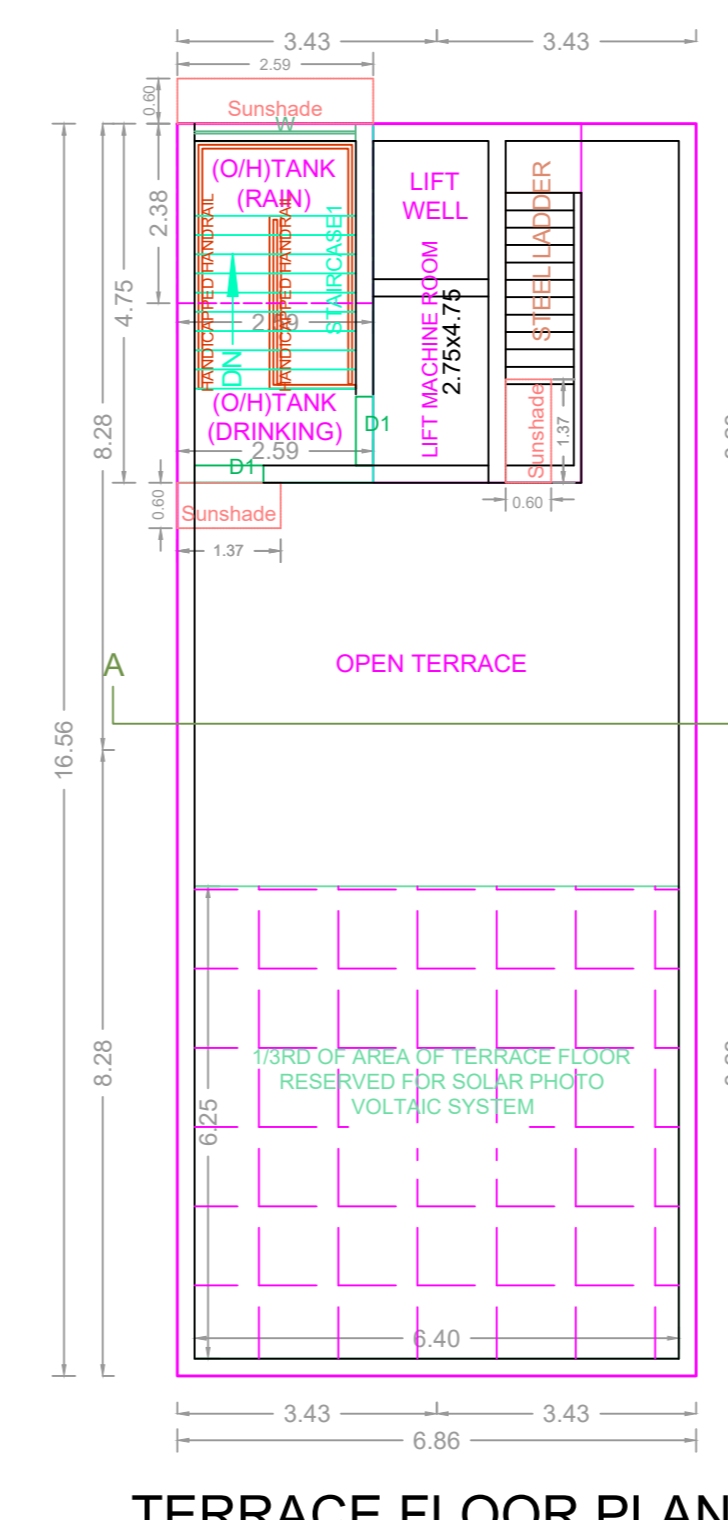 3.43
3.43
2.59
0.60
Sunshade
W
(O/H)TANK
(RAIN)
LIFT
WELL
STEEL LADDER
HANDICAPPED HANDRAIL
HANDICAPPED HANDRAIL
STAIRCASE1
2.38
4.75
2.59
DN
LIFT MACHINE ROOM
2.75x4.75
(O/H)TANK
(DRINKING)
D1
2.59
D1
Sunshade
1.37
0.60
8.28
0.60
Sunshade
1.37
OPEN TERRACE
A
16.56
8.28
1/3RD OF AREA OF TERRACE FLOOR
RESERVED FOR SOLAR PHOTO
VOLTAIC SYSTEM
6.25
6.40
3.43
3.43
6.86
TERRACE FLOOR PLAN